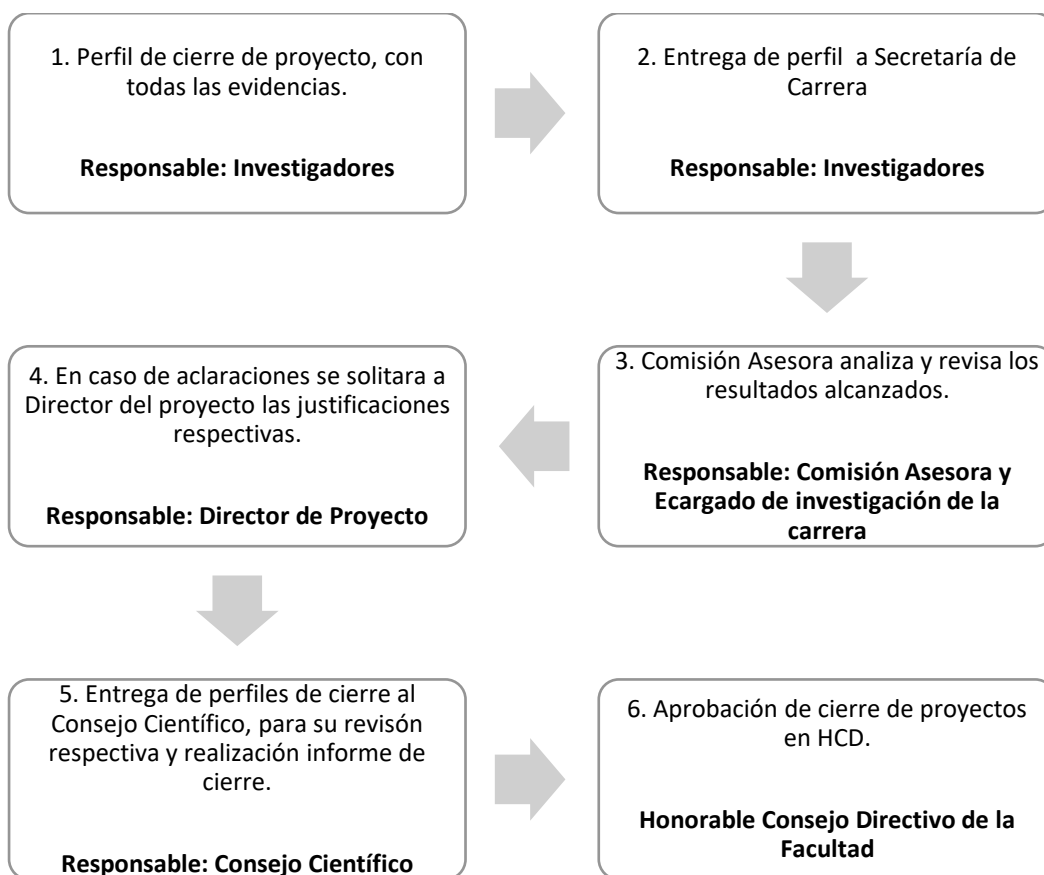 1. Perfil de cierre de proyecto, con
todas las evidencias.
Responsable: Investigadores
2. Entrega de perfil a Secretaría de
Carrera
Responsable: Investigadores
3. Comisión Asesora analiza y revisa los
resultados alcanzados.
Responsable: Comisión Asesora y
Ecargado de investigación de la
carrera
4. En caso de aclaraciones se solitara a
Director del proyecto las justificaciones
respectivas.
Responsable: Director de Proyecto
5. Entrega de perfiles de cierre al
Consejo Científico, para su revisón
respectiva y realización informe de
cierre.
Responsable: Consejo Científico
6. Aprobación de cierre de proyectos
en HCD.
Honorable Consejo Directivo de la
Facultad